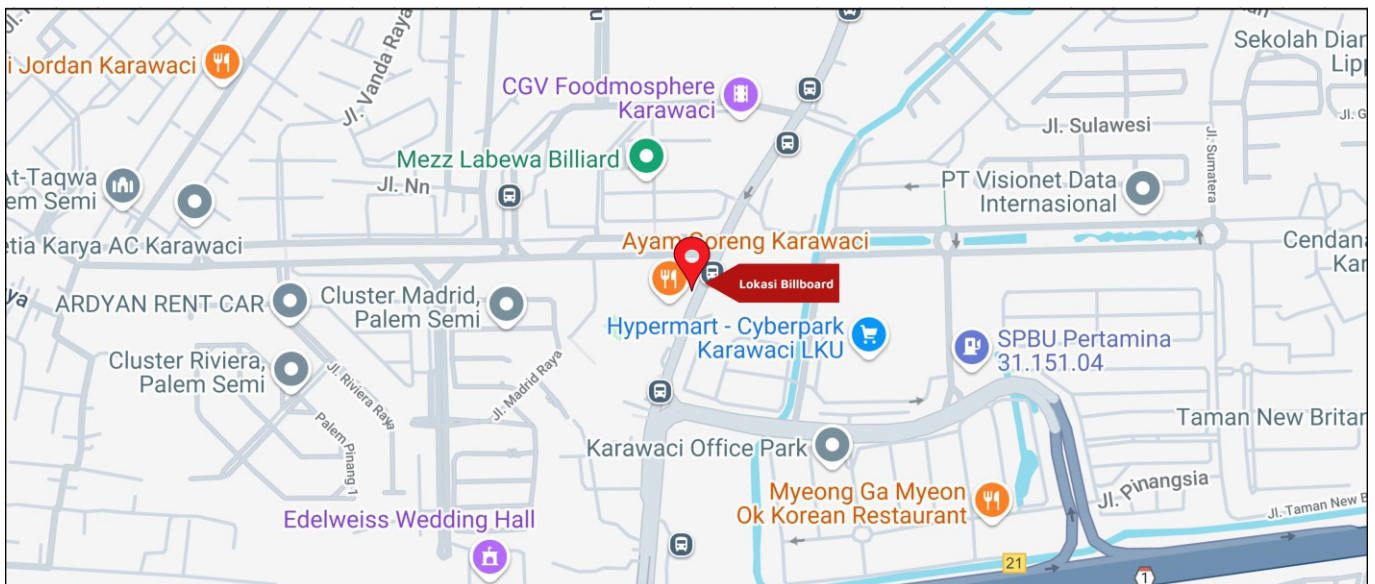 Jl. Vanda Raya
i Jordan Karawaci
CGV Foodmosphere
Karawaci
Sekolah Dian
Lipp
Jl. G
Jl. Sulawesi
Jl. Sumatera
Mezz Labewa Billiard
Jl. Nn
At-Taqwa
em Semi
PT Visionet Data
Internasional
etia Karya AC Karawaci
Ayam Goreng Karawaci
Cendana
Kar
Lokasi Billboard
ya
ARDYAN RENT CAR
Cluster Madrid,
Palem Semi
Hypermart - Cyberpark
Karawaci LKU
SPBU Pertamina
31.151.04
Cluster Riviera,
Palem Semi
Jl. Riviera Raya
Jl. Madrid Raya
Palem Pinang 1
Taman New Britan
Karawaci Office Park
Myeong Ga Myeon
Ok Korean Restaurant
Jl. Pinangsia
Jl. Taman New B
Edelweiss Wedding Hall
21
1